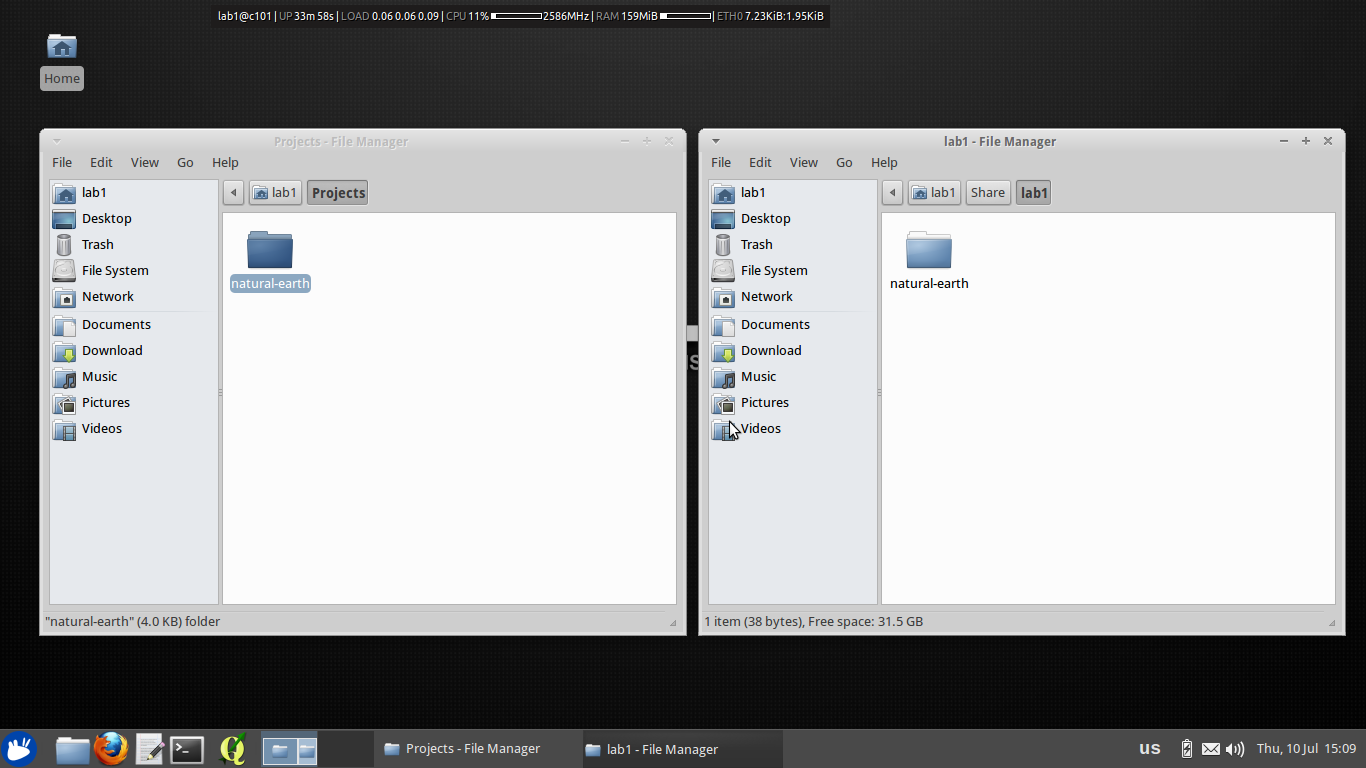 lab1@c101 | UP 33m 58s | LOAD 0.06 0.06 0.09 | CPU 11% 2586MHz | RAM 159MiB | ETH0 7.23KiB:1.95KiB
Home
Projects - File Manager
File Edit View Go Help
lab1
Desktop
Trash
File System
Network
Documents
Download
Music
Pictures
Videos
lab1 Projects
natural-earth
"natural-earth" (4.0 KB) folder
lab1 - File Manager
File Edit View Go Help
lab1
Desktop
Trash
File System
Network
Documents
Download
Music
Pictures
Videos
lab1 Share lab1
natural-earth
1 item (38 bytes), Free space: 31.5 GB
Projects - File Manager
lab1 - File Manager
us
Thu, 10 Jul 15:09